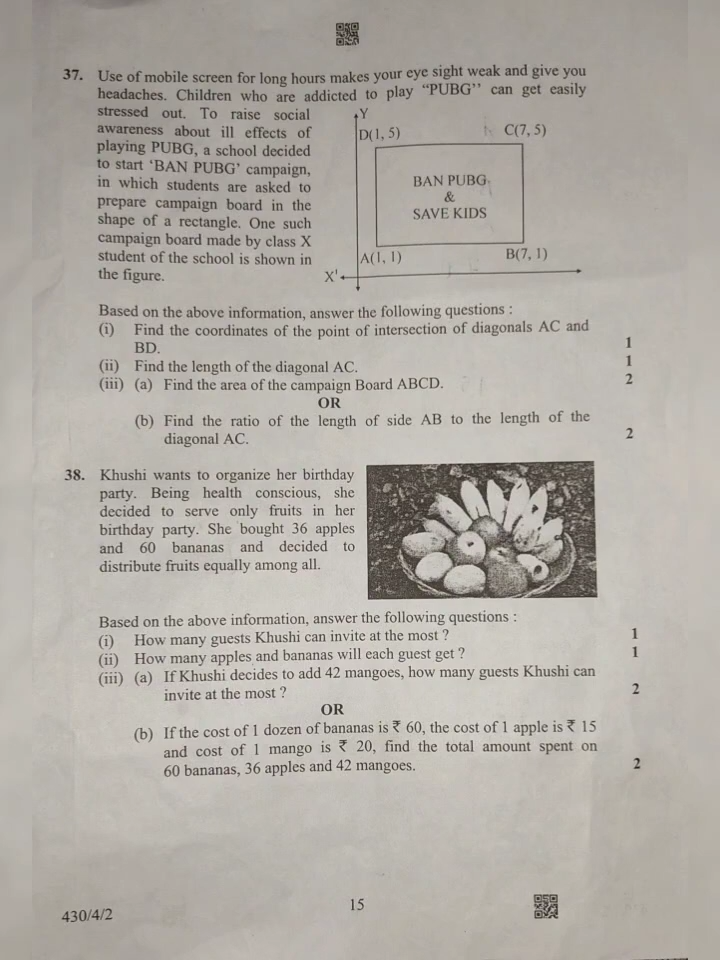 37. Use of mobile screen for long hours makes your eye sight weak and give you
headaches. Children who are addicted to play “PUBG” can get easily
stressed out. To raise social
awareness about ill effects of
playing PUBG, a school decided
to start ‘BAN PUBG’ campaign,
in which students are asked to
prepare campaign board in the
shape of a rectangle. One such
campaign board made by class X
student of the school is shown in
the figure.
Y
D(1, 5) C(7, 5)
BAN PUBG
&
SAVE KIDS
A(1, 1) B(7, 1)
X'
Based on the above information, answer the following questions :
(i) Find the coordinates of the point of intersection of diagonals AC and
BD. 1
(ii) Find the length of the diagonal AC. 1
(iii) (a) Find the area of the campaign Board ABCD. 2
OR
(b) Find the ratio of the length of side AB to the length of the
diagonal AC. 2
38. Khushi wants to organize her birthday
party. Being health conscious, she
decided to serve only fruits in her
birthday party. She bought 36 apples
and 60 bananas and decided to
distribute fruits equally among all.
Based on the above information, answer the following questions :
(i) How many guests Khushi can invite at the most ? 1
(ii) How many apples and bananas will each guest get ? 1
(iii) (a) If Khushi decides to add 42 mangoes, how many guests Khushi can
invite at the most ? 2
OR
(b) If the cost of 1 dozen of bananas is ₹ 60, the cost of 1 apple is ₹ 15
and cost of 1 mango is ₹ 20, find the total amount spent on
60 bananas, 36 apples and 42 mangoes. 2
430/4/2 15